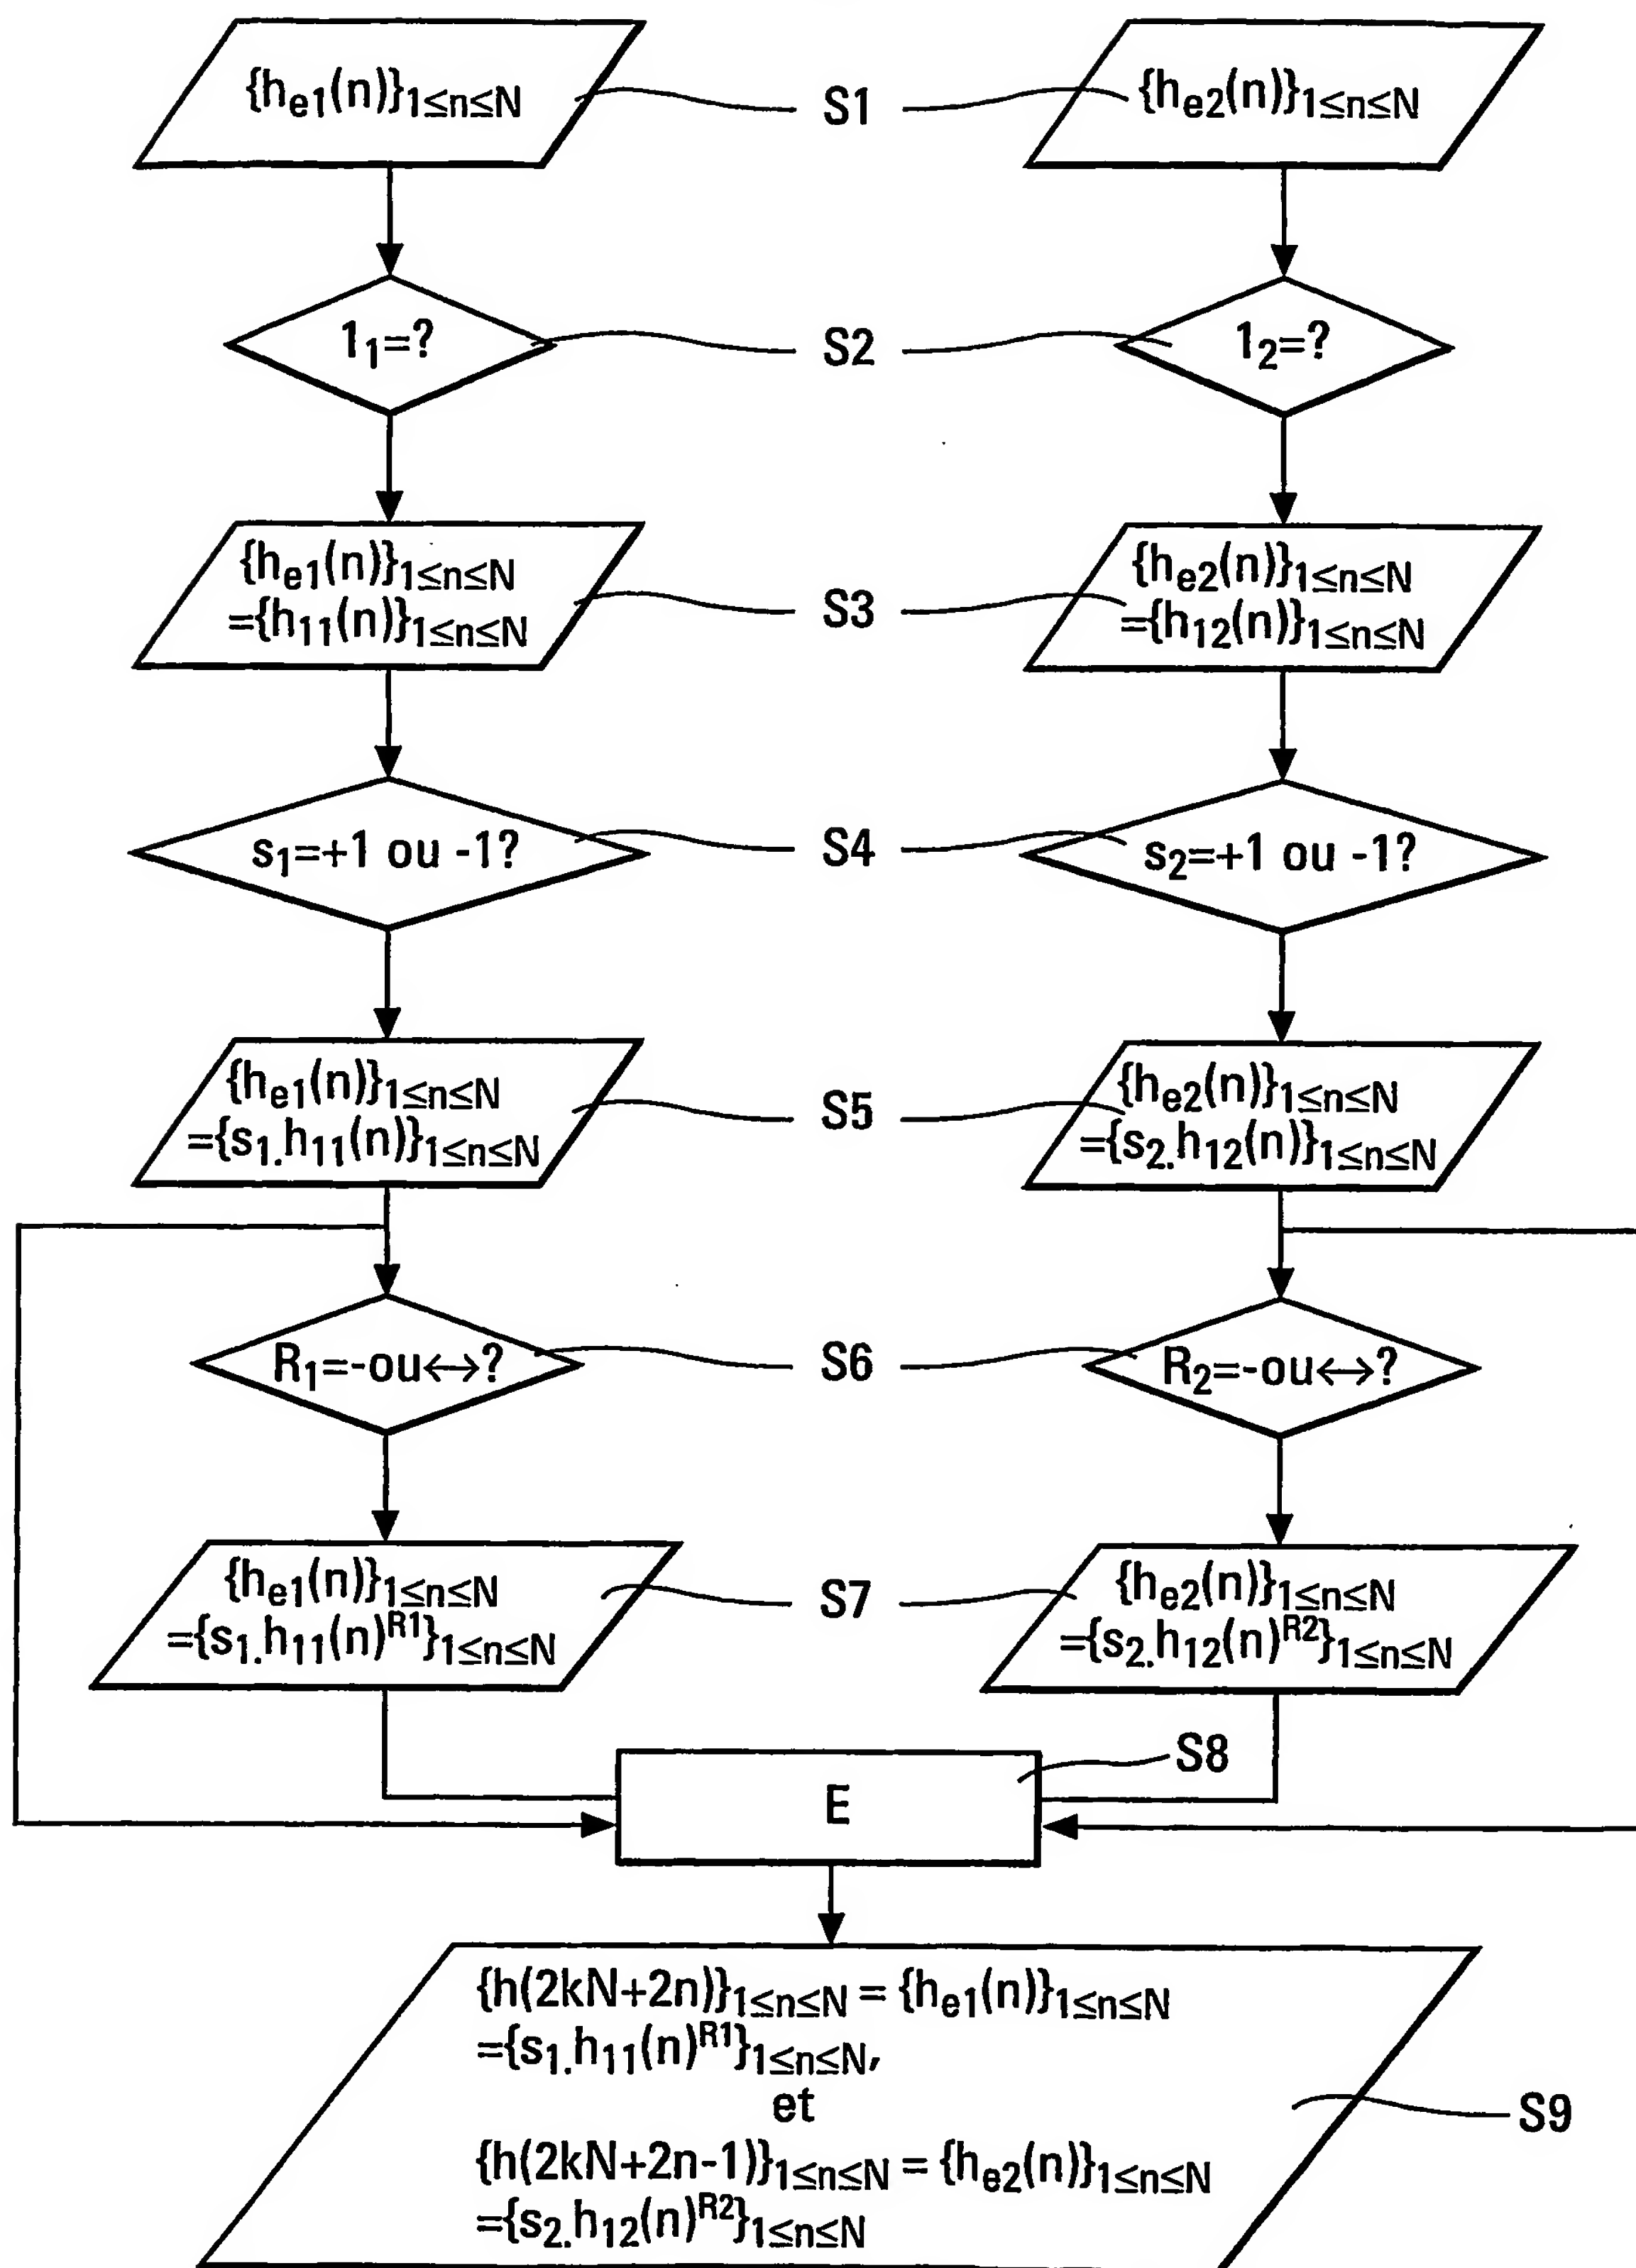 {he1(n)}1≤n≤N
S1
{he2(n)}1≤n≤N
11=?
S2
12=?
{he1(n)}1≤n≤N
={h11(n)}1≤n≤N
S3
{he2(n)}1≤n≤N
={h12(n)}1≤n≤N
s1=+1 ou -1?
S4
s2=+1 ou -1?
{he1(n)}1≤n≤N
={s1.h11(n)}1≤n≤N
S5
{he2(n)}1≤n≤N
={s2.h12(n)}1≤n≤N
R1=-ou↔?
S6
R2=-ou↔?
{he1(n)}1≤n≤N
={s1.h11(n)R1}1≤n≤N
S7
{he2(n)}1≤n≤N
={s2.h12(n)R2}1≤n≤N
S8
E
{h(2kN+2n)}1≤n≤N = {he1(n)}1≤n≤N
={s1.h11(n)R1}1≤n≤N,
et
S9
{h(2kN+2n-1)}1≤n≤N = {he2(n)}1≤n≤N
={s2.h12(n)R2}1≤n≤N